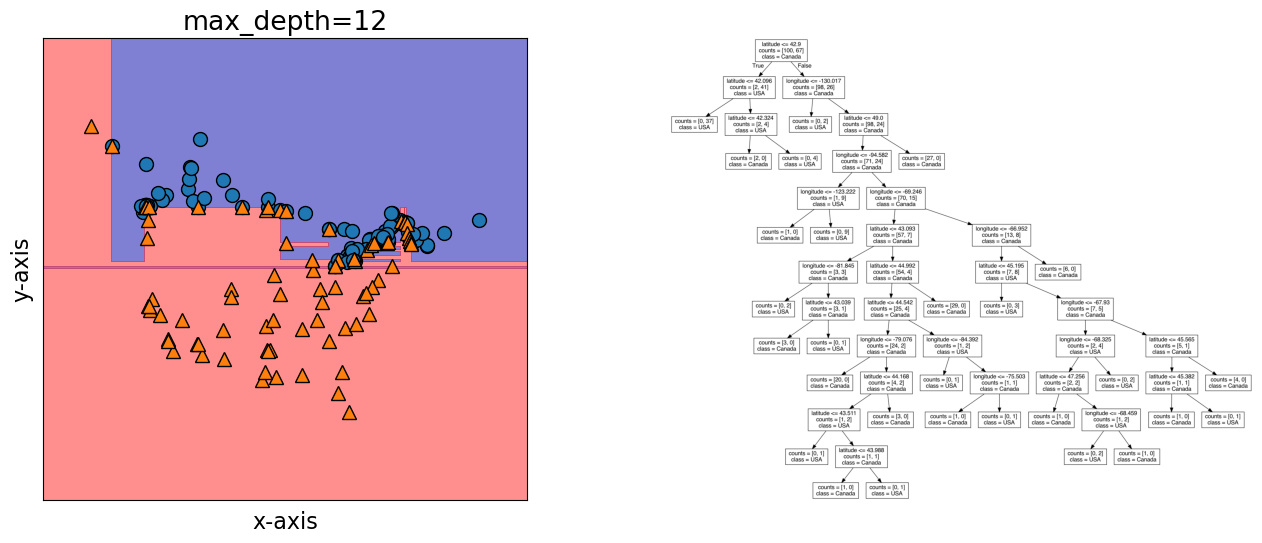 max_depth=12
y-axis
x-axis
latitude <= 42.9
counts = [100, 67]
class = Canada
True
False
latitude <= 42.096
counts = [2, 41]
class = USA
longitude <= -130.017
counts = [98, 26]
class = Canada
counts = [0, 37]
class = USA
latitude <= 42.324
counts = [2, 4]
class = USA
counts = [0, 2]
class = USA
latitude <= 49.0
counts = [98, 24]
class = Canada
counts = [2, 0]
class = Canada
counts = [0, 4]
class = USA
longitude <= -94.582
counts = [71, 24]
class = Canada
counts = [27, 0]
class = Canada
longitude <= -123.222
counts = [1, 9]
class = USA
longitude <= -69.246
counts = [70, 15]
class = Canada
counts = [1, 0]
class = Canada
counts = [0, 9]
class = USA
latitude <= 43.093
counts = [57, 7]
class = Canada
longitude <= -66.952
counts = [13, 8]
class = Canada
longitude <= -81.845
counts = [3, 3]
class = Canada
latitude <= 44.992
counts = [54, 4]
class = Canada
latitude <= 45.195
counts = [7, 8]
class = USA
counts = [6, 0]
class = Canada
counts = [0, 2]
class = USA
latitude <= 43.039
counts = [3, 1]
class = Canada
latitude <= 44.542
counts = [25, 4]
class = Canada
counts = [29, 0]
class = Canada
counts = [0, 3]
class = USA
longitude <= -67.93
counts = [7, 5]
class = Canada
counts = [3, 0]
class = Canada
counts = [0, 1]
class = USA
longitude <= -79.076
counts = [24, 2]
class = Canada
longitude <= -84.392
counts = [1, 2]
class = USA
longitude <= -68.325
counts = [2, 4]
class = USA
latitude <= 45.565
counts = [5, 1]
class = Canada
counts = [20, 0]
class = Canada
latitude <= 44.168
counts = [4, 2]
class = Canada
counts = [0, 1]
class = USA
longitude <= -75.503
counts = [1, 1]
class = Canada
latitude <= 47.256
counts = [2, 2]
class = Canada
counts = [0, 2]
class = USA
latitude <= 45.382
counts = [1, 1]
class = Canada
counts = [4, 0]
class = Canada
latitude <= 43.511
counts = [1, 2]
class = USA
counts = [3, 0]
class = Canada
counts = [1, 0]
class = Canada
counts = [0, 1]
class = USA
counts = [1, 0]
class = Canada
longitude <= -68.459
counts = [1, 2]
class = USA
counts = [1, 0]
class = Canada
counts = [0, 1]
class = USA
counts = [0, 1]
class = USA
latitude <= 43.988
counts = [1, 1]
class = Canada
counts = [0, 2]
class = USA
counts = [1, 0]
class = Canada
counts = [1, 0]
class = Canada
counts = [0, 1]
class = USA